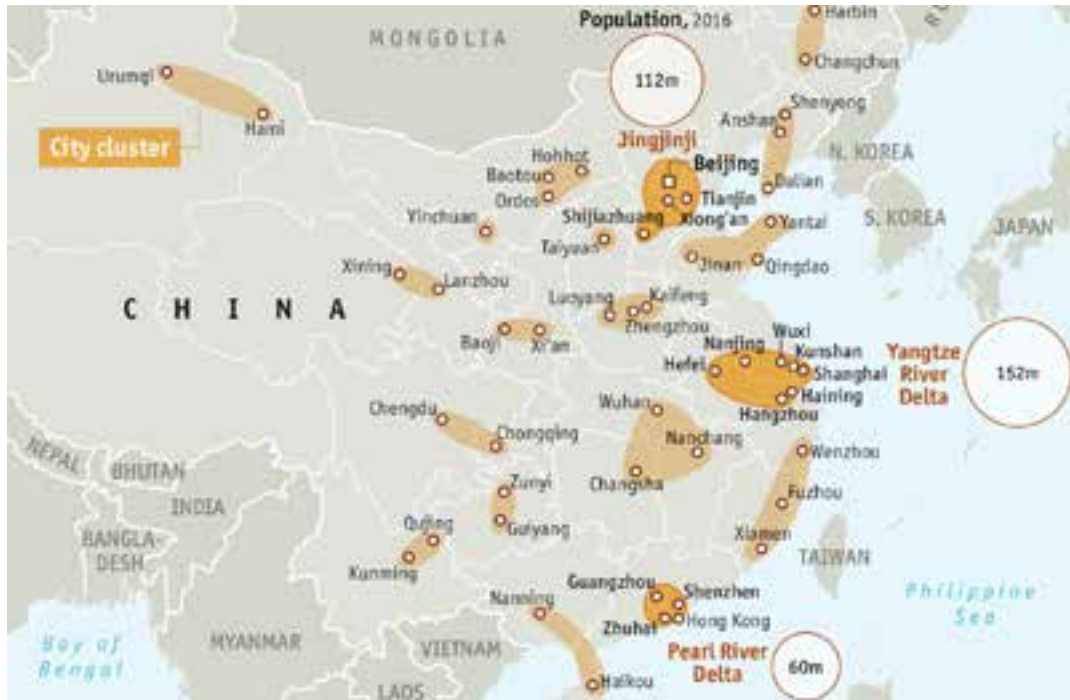 Population, 2016
MONGOLIA
Harbin
Changchun
112m
Urumqi
Hami
City cluster
Shenyang
Anshan
Jingjinji
N. KOREA
Hohhot
Baotou
Ordos
Beijing
Dalian
Tianjin
Shijiazhuang
Xiong'an
S. KOREA
JAPAN
Yinchuan
Taiyuan
Yantai
Jinan
Qingdao
Xining
Lanzhou
CHINA
Luoyang
Kaifeng
Zhengzhou
Baoji
Xi'an
Wuxi
Nanjing
Kunshan
Hefei
Shanghai
Haining
Hangzhou
Yangtze
River
Delta
152m
Chengdu
Chongqing
Wuhan
Nanchang
Changsha
Wenzhou
Fuzhou
Xiamen
NEPAL
BHUTAN
INDIA
BANGLA-
DESH
Zunyi
Guiyang
Qujing
Kunming
TAIWAN
Guangzhou
Shenzhen
Nanning
Zhuhai
Hong Kong
Philippine
Sea
Bay of
Bengal
MYANMAR
VIETNAM
LAOS
Haikou
Pearl River
Delta
60m